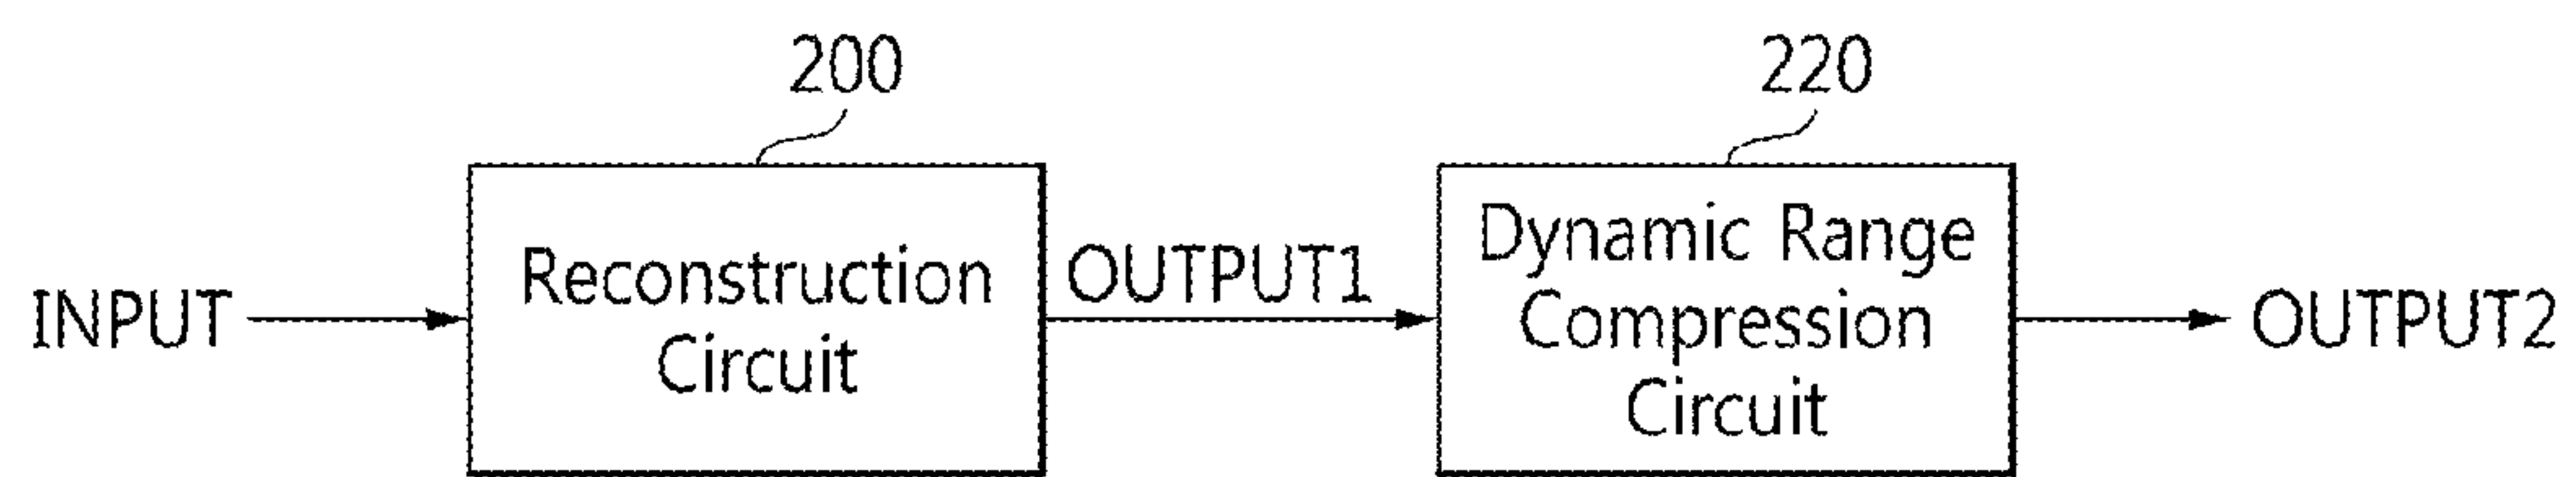 200
220
INPUT
Reconstruction
Circuit
OUTPUT1
Dynamic Range
Compression
Circuit
OUTPUT2